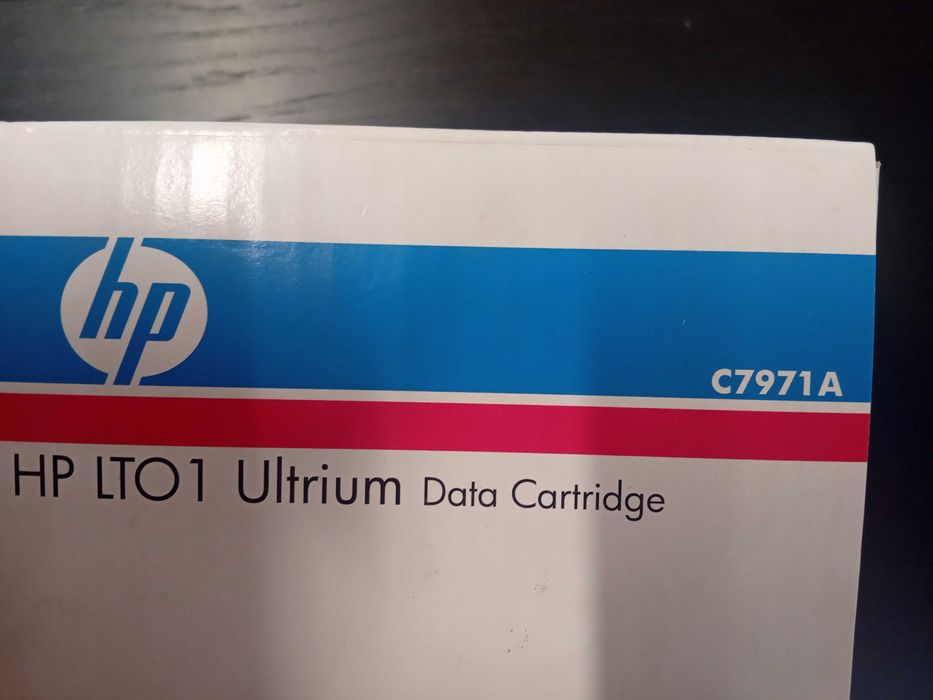 hp
C7971A
HP LTO1 Ultrium Data Cartridge